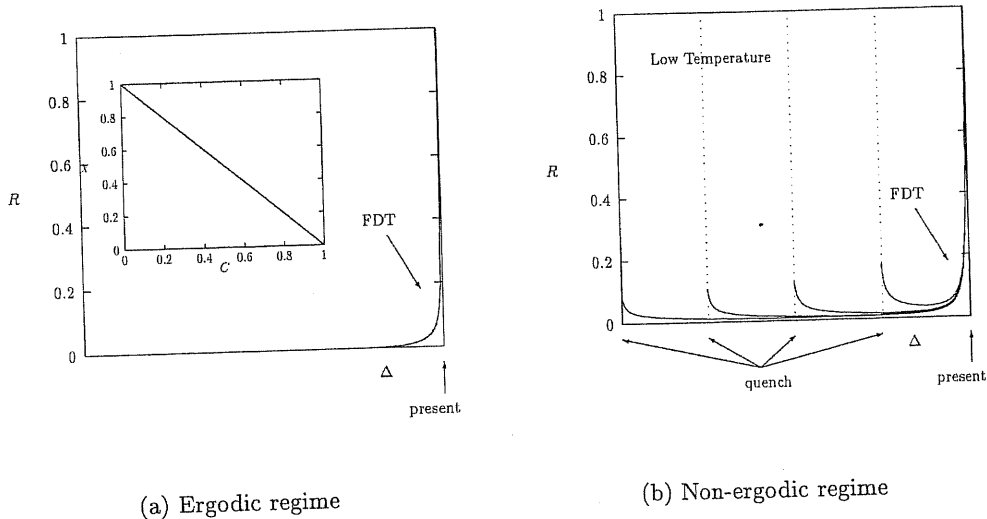 1
0.8
0.6
R
0.4
0.2
0
1
0.8
0.6
χ
0.4
0.2
0
0
0.2
0.4
0.6
0.8
1
C
FDT
Δ
present
(a) Ergodic regime
1
0.8
0.6
R
0.4
0.2
0
Low Temperature
FDT
Δ
quench
present
(b) Non-ergodic regime